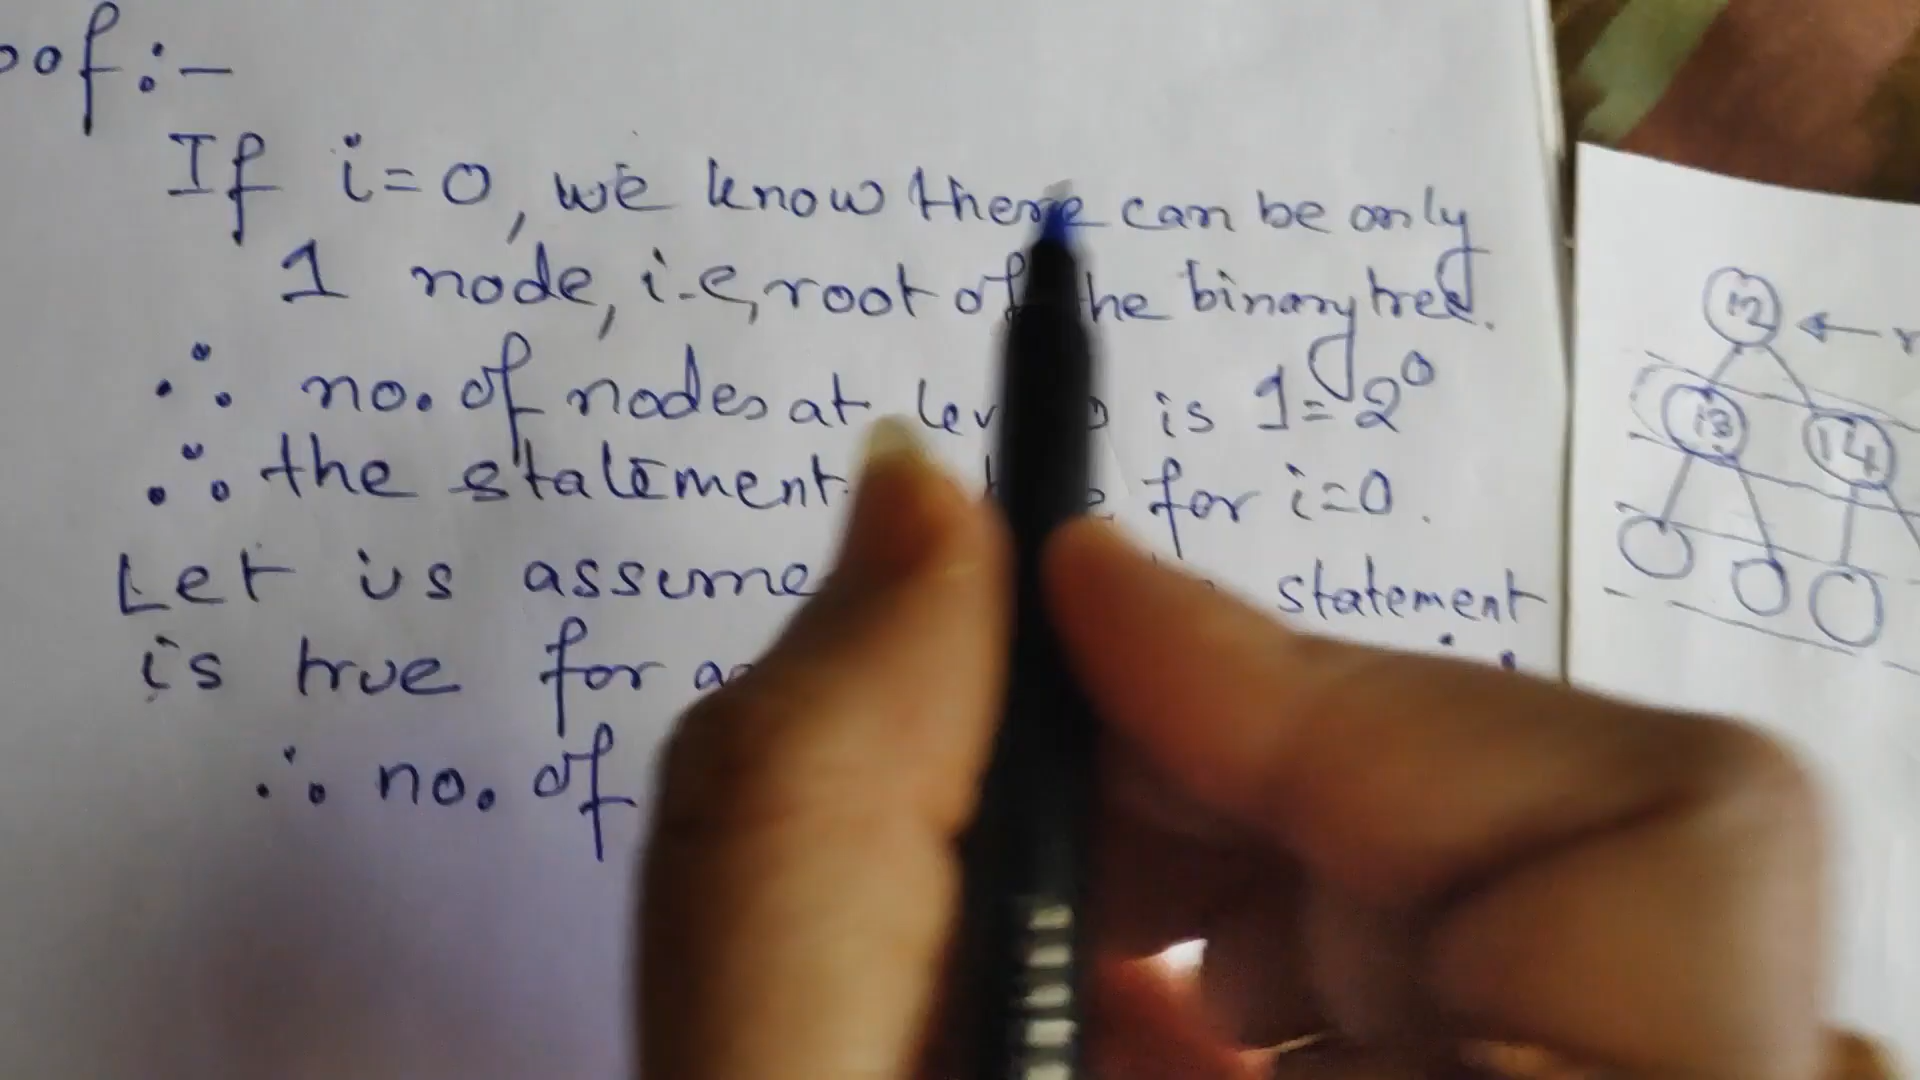 oof :-
If i=0, we know there can be only
1 node, i.e, root of the binary tree.
∴ no. of nodes at is 1=2⁰
∴ the statement for i=0.
Let us assume statement
is true for
∴ no. of
12
13
14